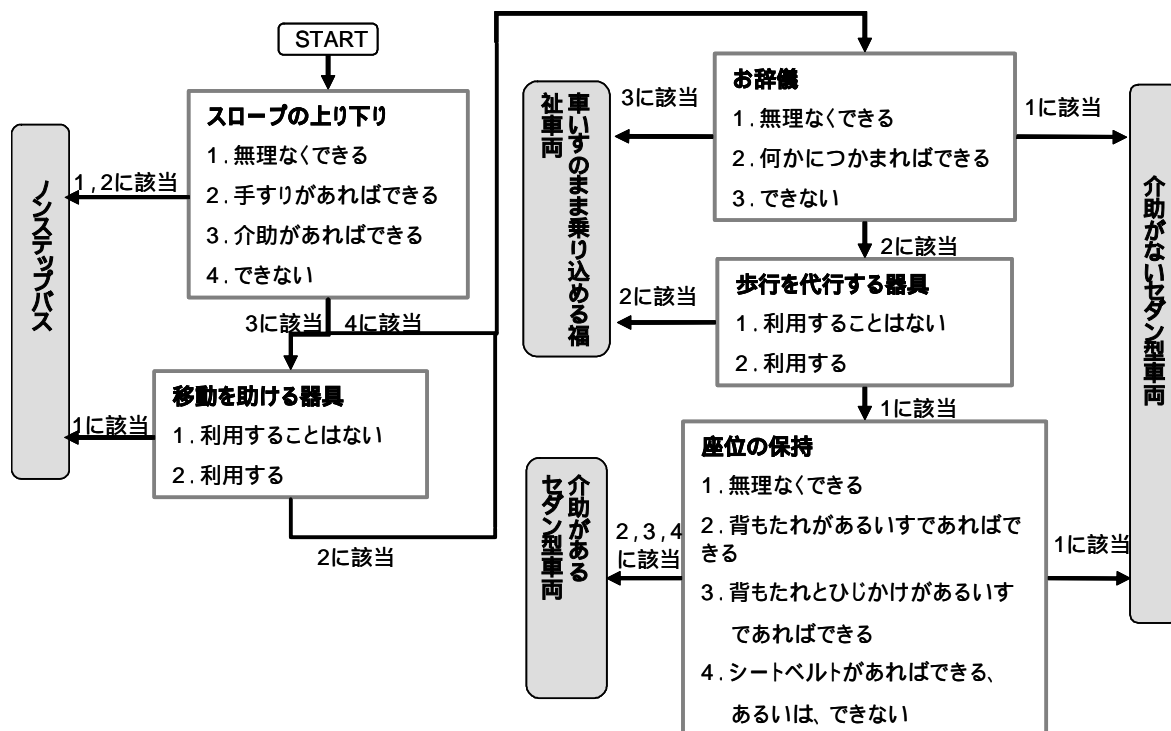 START
スロープの上り下り
1.無理なくできる
2.手すりがあればできる
3.介助があればできる
4.できない
1,2に該当
ノンステップバス
3に該当
4に該当
移動を助ける器具
1.利用することはない
2.利用する
1に該当
2に該当
お辞儀
1.無理なくできる
2.何かにつかまればできる
3.できない
3に該当
車いすのまま乗り込める福
祉車両
1に該当
介助がないセダン型車両
2に該当
歩行を代行する器具
1.利用することはない
2.利用する
2に該当
1に該当
座位の保持
1.無理なくできる
2.背もたれがあるいすであればで
きる
3.背もたれとひじかけがあるいす
であればできる
4.シートベルトがあればできる、
あるいは、できない
2,3,4
に該当
介助がある
セダン型車両
1に該当